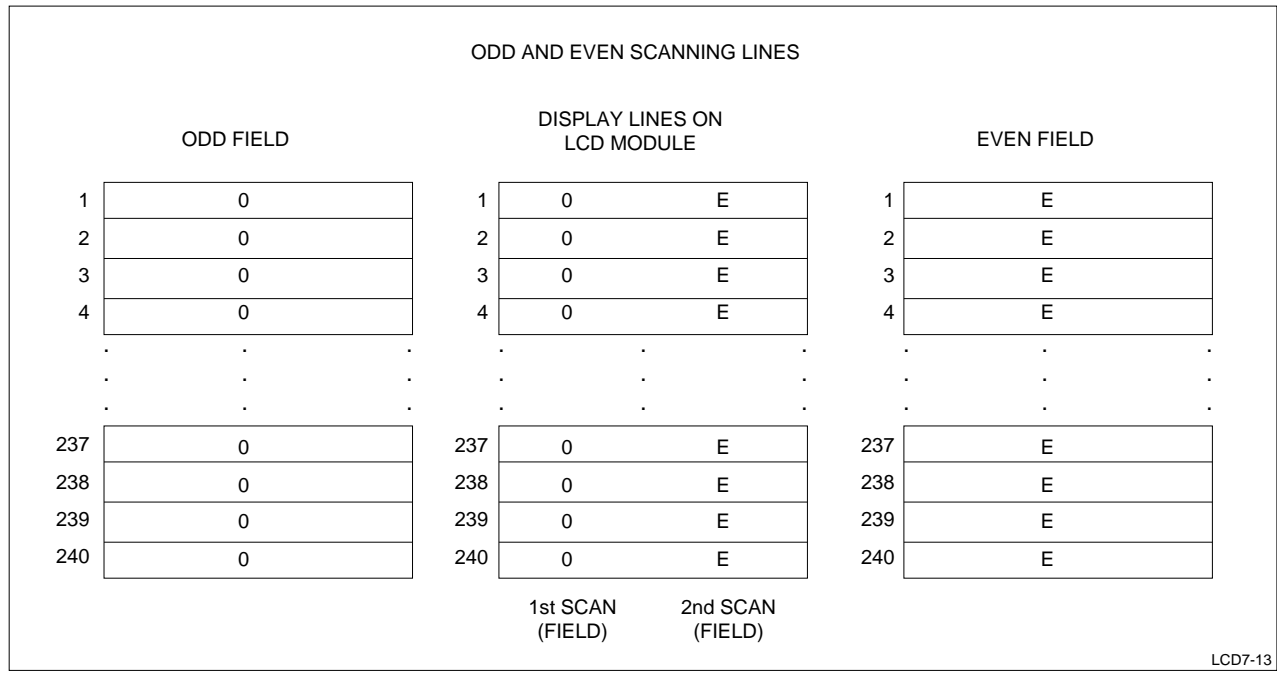 ODD AND EVEN SCANNING LINES
ODD FIELD
DISPLAY LINES ON
LCD MODULE
EVEN FIELD
1 0 1 0 E 1 E
2 0 2 0 E 2 E
3 0 3 0 E 3 E
4 0 4 0 E 4 E
. . . . . . . . .
. . . . . . . . .
. . . . . . . . .
237 0 237 0 E 237 E
238 0 238 0 E 238 E
239 0 239 0 E 239 E
240 0 240 0 E 240 E
1st SCAN 2nd SCAN
(FIELD) (FIELD)
LCD7-13